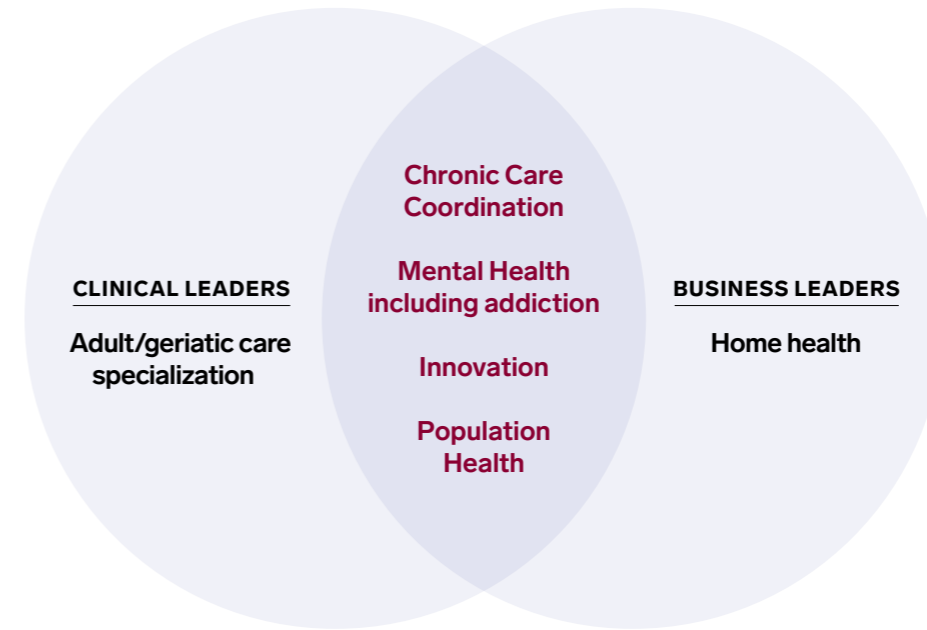 CLINICAL LEADERS
Adult/geriatic care
specialization
Chronic Care
Coordination
Mental Health
including addiction
Innovation
Population
Health
BUSINESS LEADERS
Home health